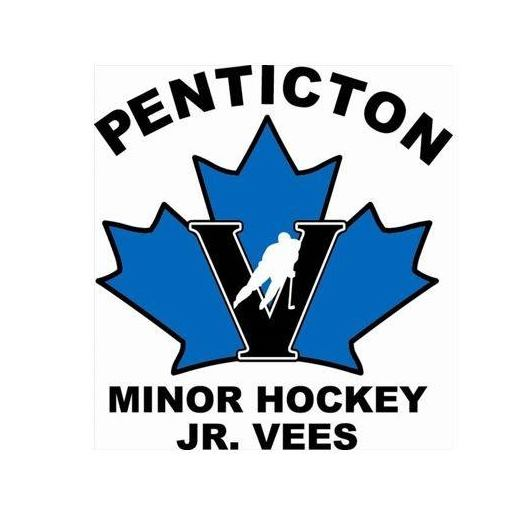 PENTICTON
V
MINOR HOCKEY
JR. VEES